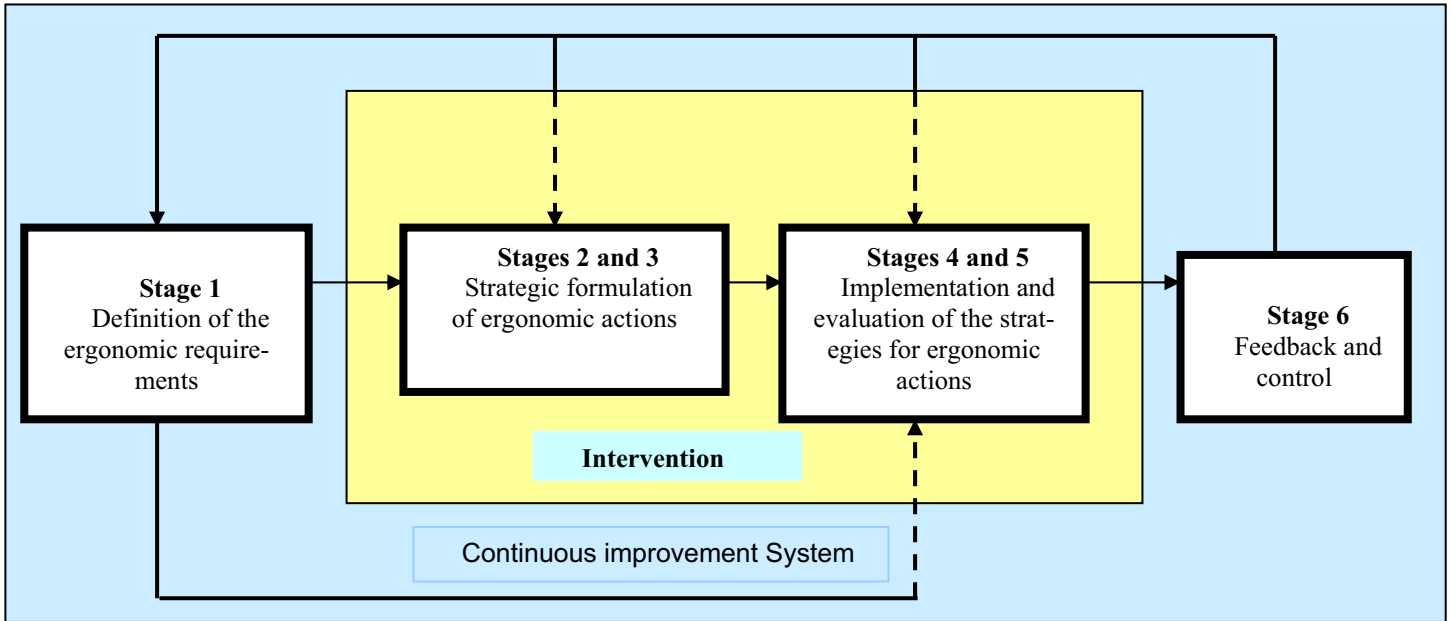 Stage 1
Definition of the
ergonomic require-
ments
Stages 2 and 3
Strategic formulation
of ergonomic actions
Stages 4 and 5
Implementation and
evaluation of the strat-
egies for ergonomic
actions
Stage 6
Feedback and
control
Intervention
Continuous improvement System